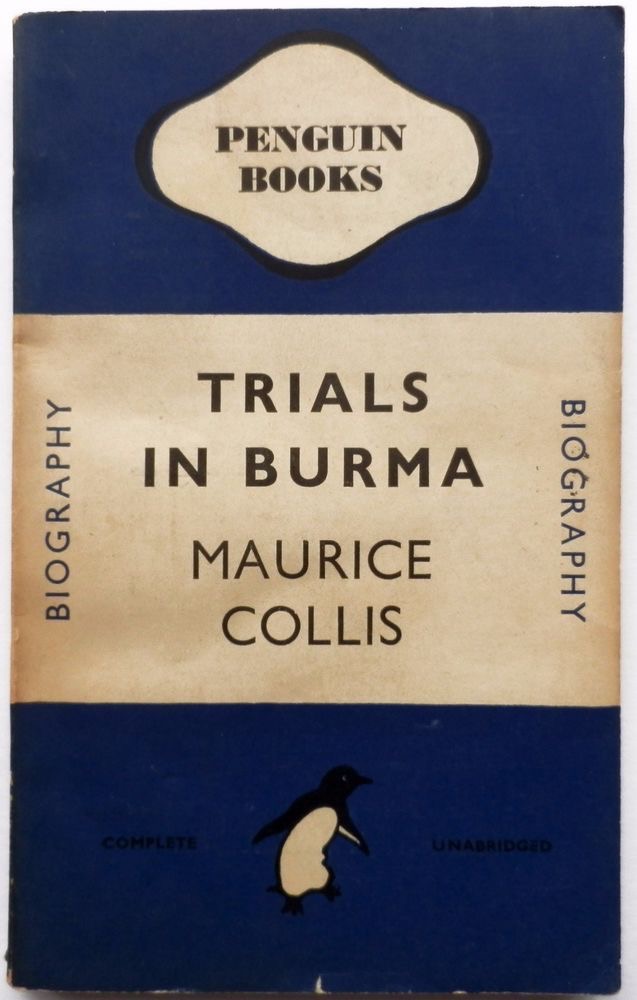 PENGUIN
BOOKS
TRIALS
IN BURMA
MAURICE
COLLIS
BIOGRAPHY
BIOGRAPHY
COMPLETE
UNABRIDGED